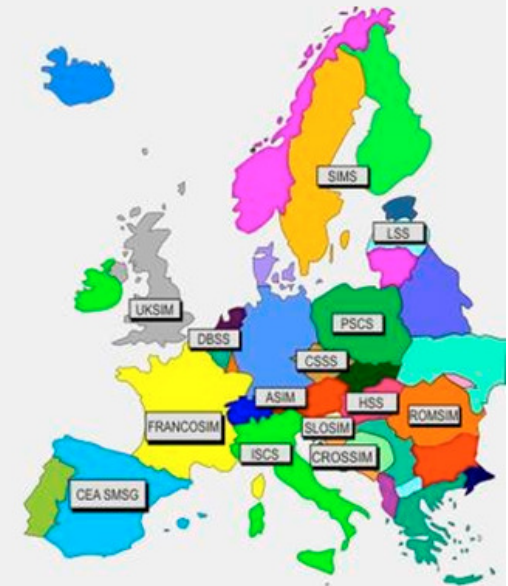 SIMS
LSS
UKSIM
PSCS
DBSS
CSSS
ASIM
HSS
ROMSIM
FRANCOSIM
SLOSIM
ISCS
CROSSIM
CEA SMSG